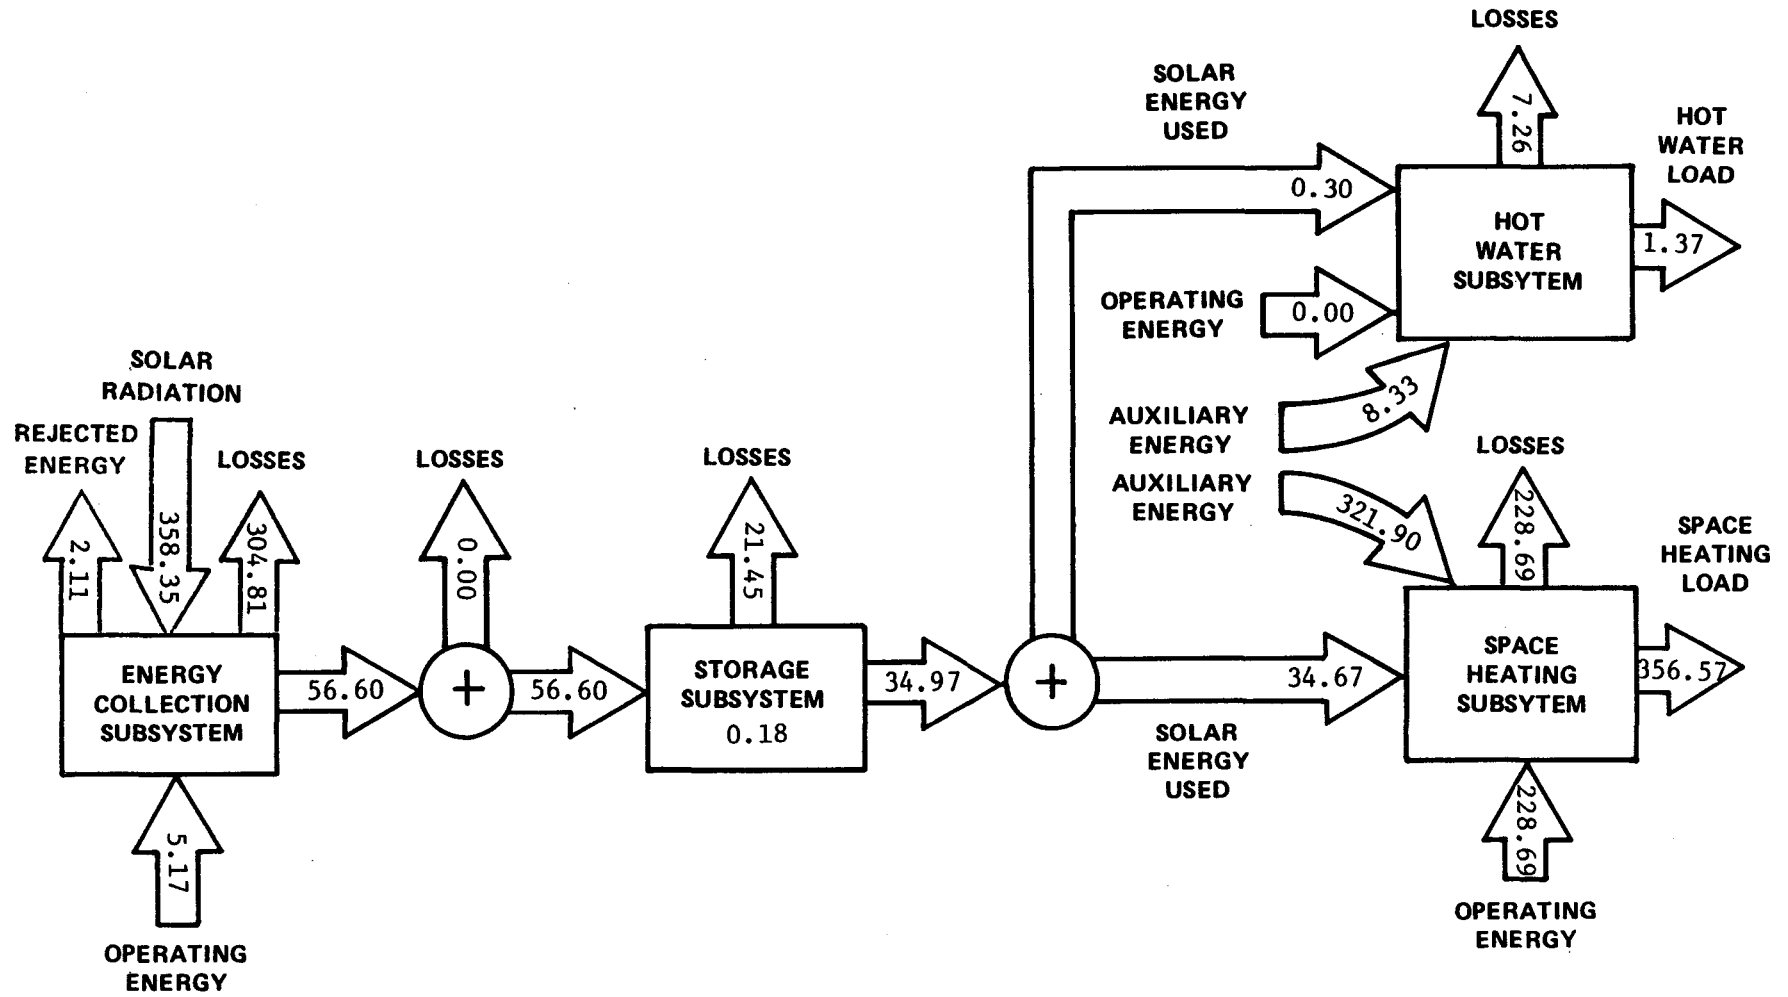 LOSSES
7.26
HOT
WATER
LOAD
1.37
SOLAR
ENERGY
USED
0.30
HOT
WATER
SUBSYTEM
OPERATING
ENERGY
0.00
AUXILIARY
ENERGY
8.33
AUXILIARY
ENERGY
321.90
LOSSES
228.69
SPACE
HEATING
LOAD
356.57
SOLAR
RADIATION
358.35
REJECTED
ENERGY
2.11
LOSSES
304.81
LOSSES
0.00
LOSSES
21.45
ENERGY
COLLECTION
SUBSYSTEM
56.60
+
56.60
STORAGE
SUBSYSTEM
0.18
34.97
+
34.67
SOLAR
ENERGY
USED
SPACE
HEATING
SUBSYTEM
5.17
OPERATING
ENERGY
228.69
OPERATING
ENERGY